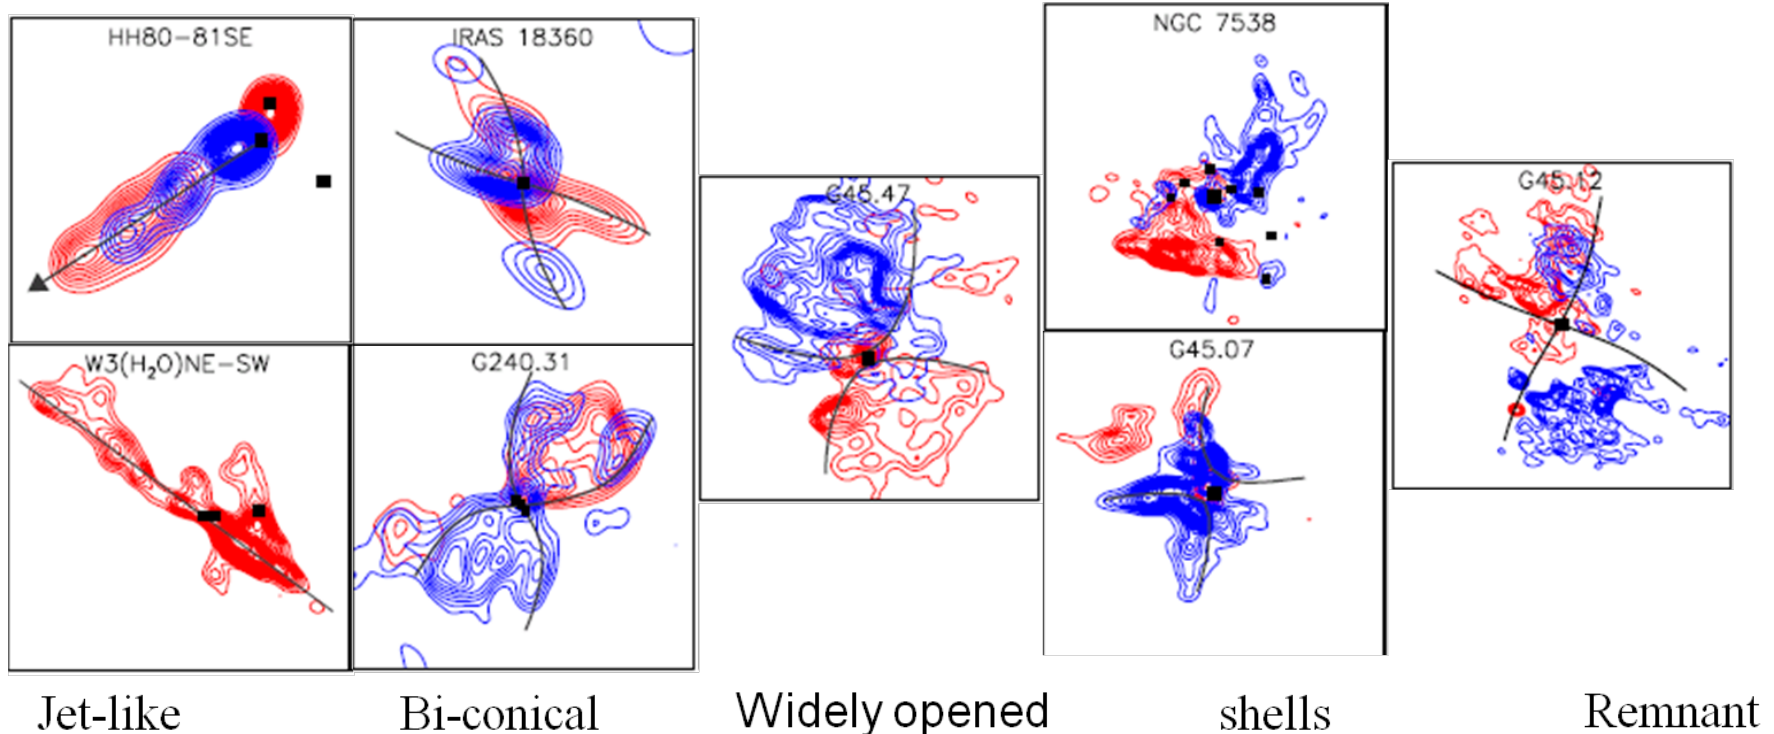 HH80-81SE
IRAS 18360
NGC 7538
G45.47
G45.12
W3(H₂O)NE-SW
G240.31
G45.07
Jet-like
Bi-conical
Widely opened
shells
Remnant